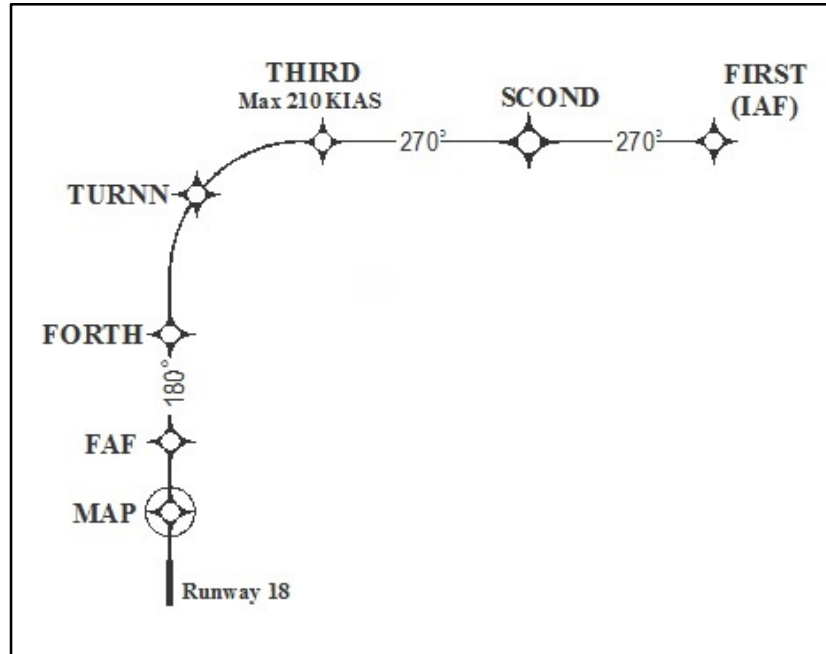 THIRD
Max 210 KIAS
SCOND
FIRST
(IAF)
270°
270°
TURNN
FORTH
180°
FAF
MAP
Runway 18